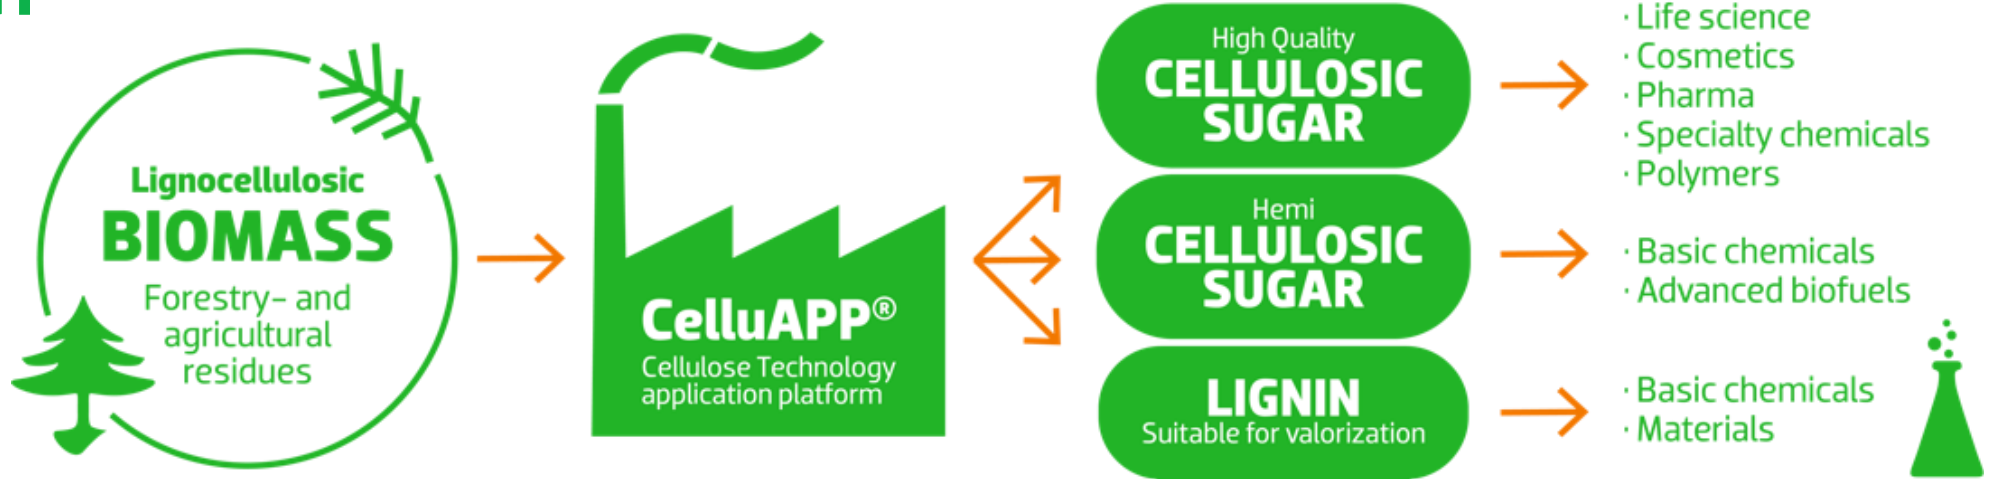 Lignocellulosic
BIOMASS
Forestry- and
agricultural
residues
CelluAPP®
Cellulose Technology
application platform
High Quality
CELLULOSIC
SUGAR
· Life science
· Cosmetics
· Pharma
· Specialty chemicals
· Polymers
Hemi
CELLULOSIC
SUGAR
· Basic chemicals
· Advanced biofuels
LIGNIN
Suitable for valorization
· Basic chemicals
· Materials